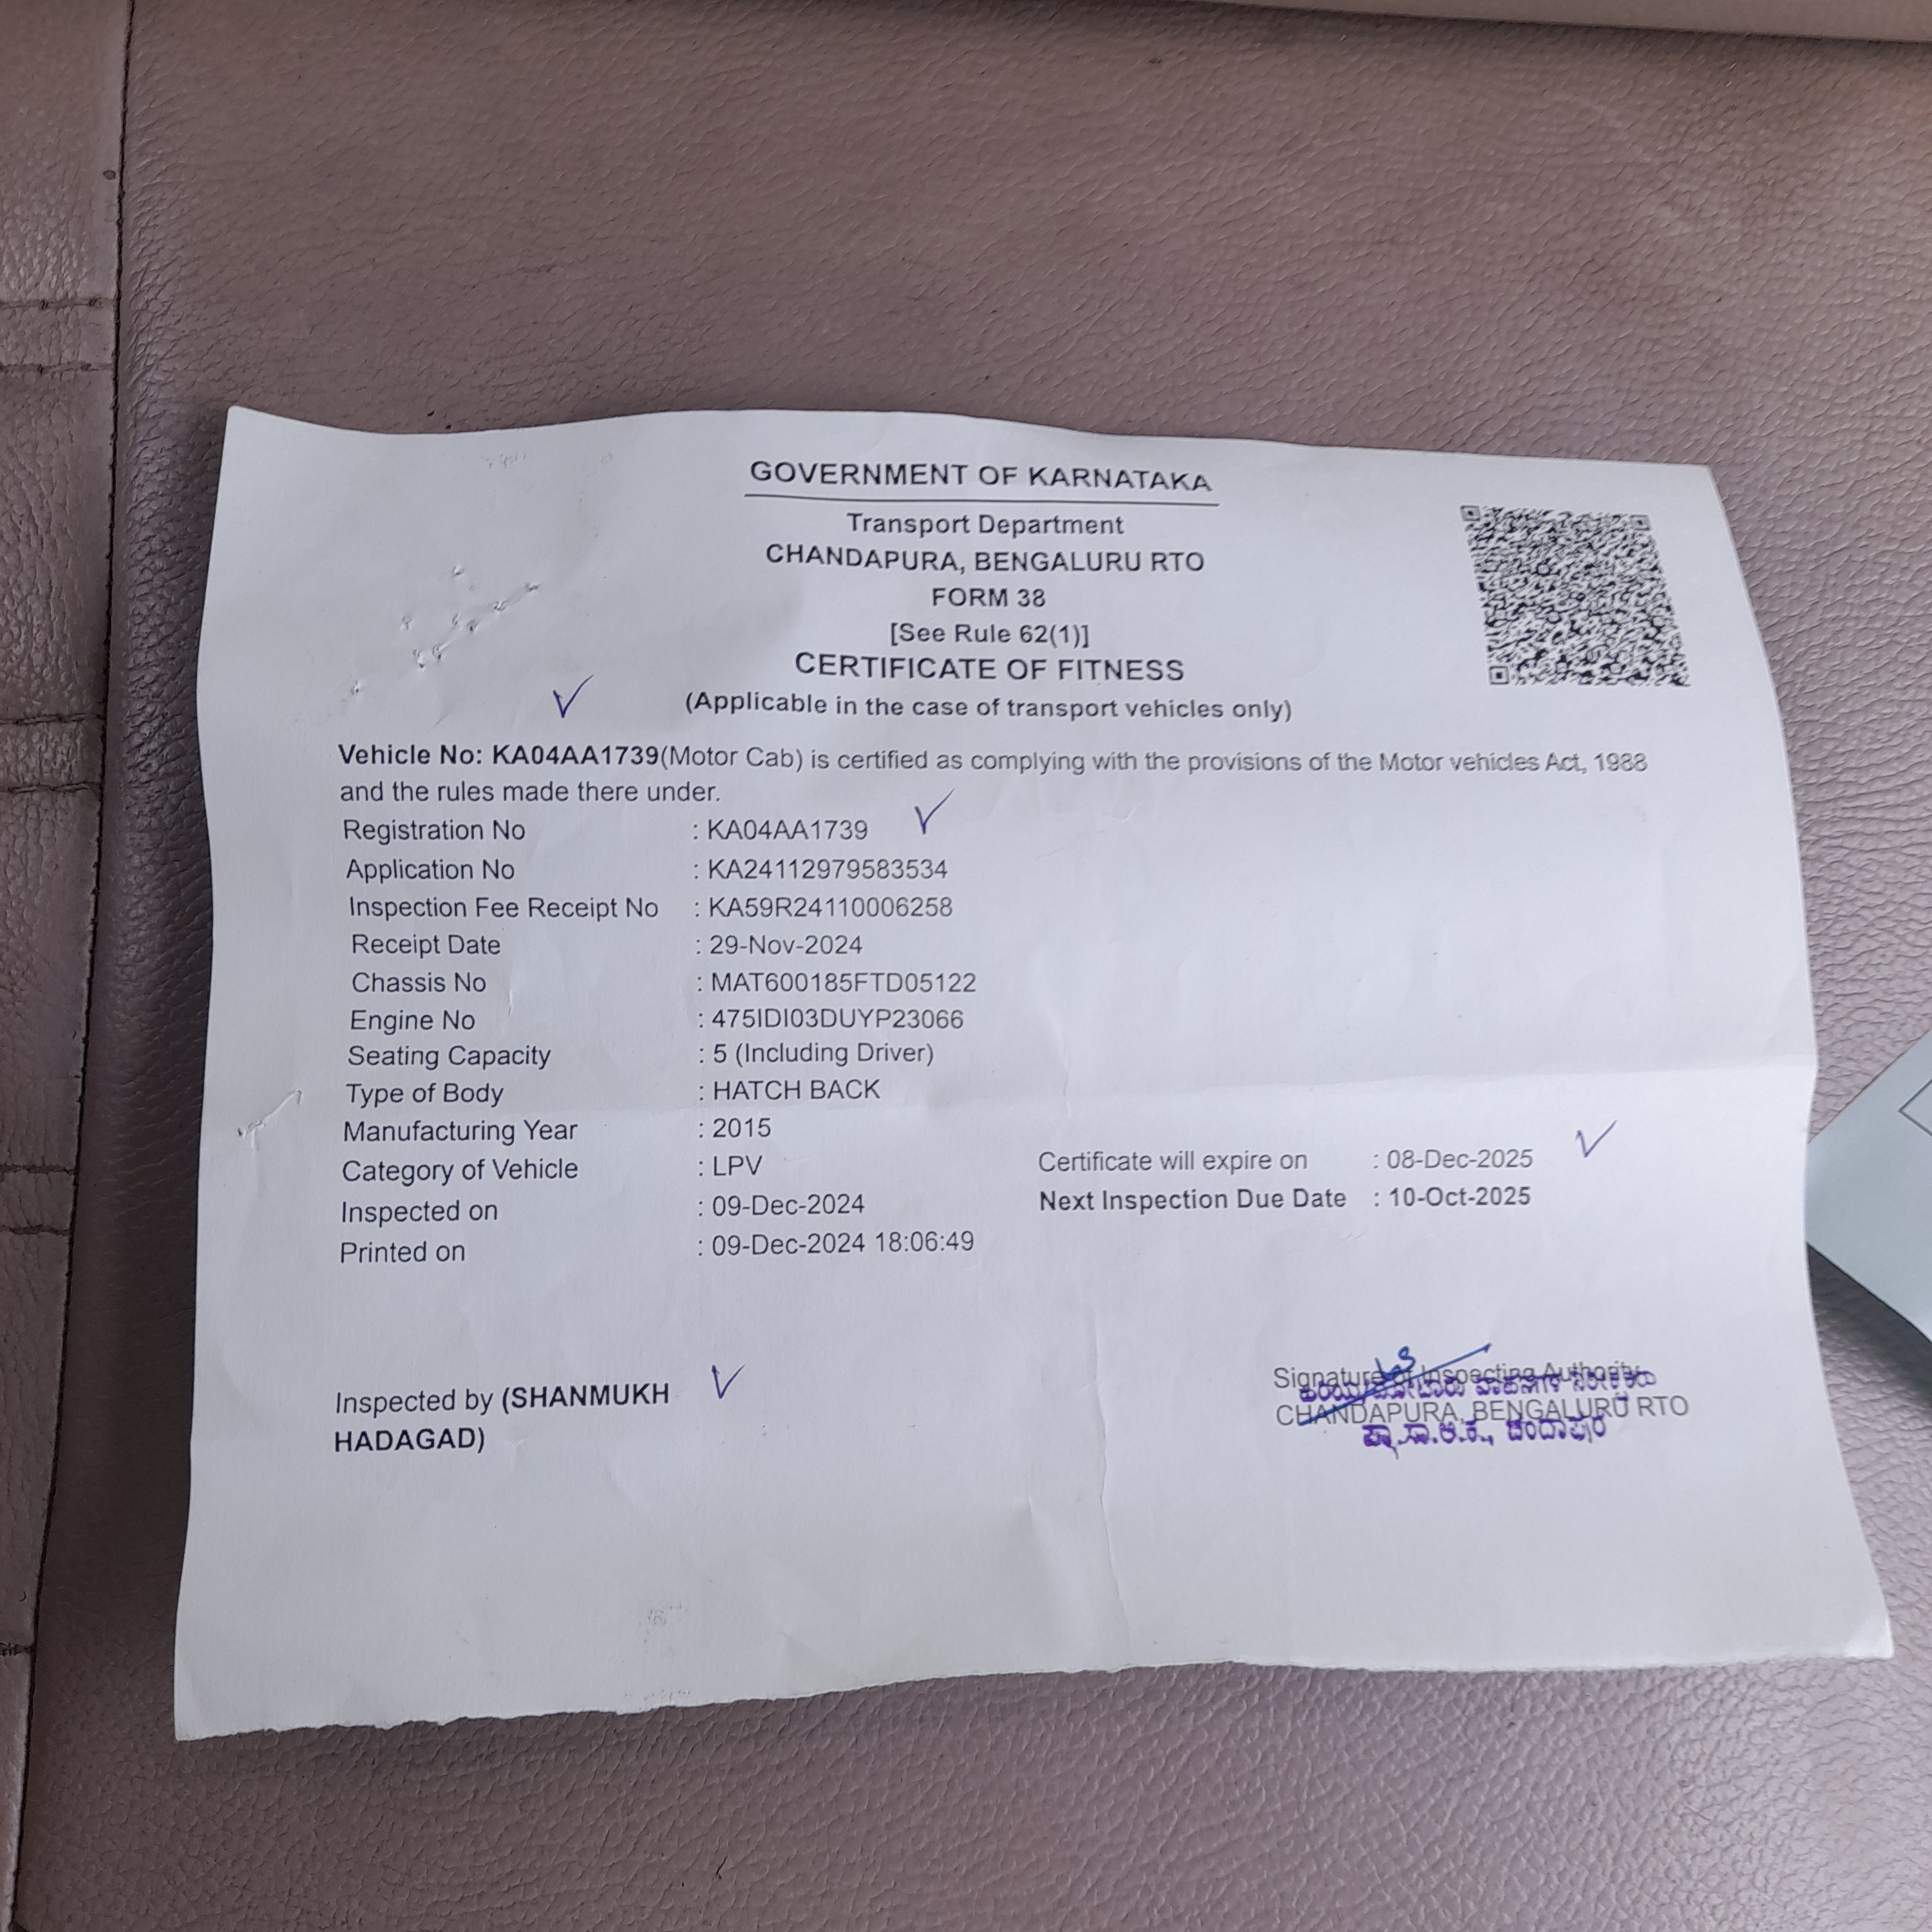 GOVERNMENT OF KARNATAKA
Transport Department
CHANDAPURA, BENGALURU RTO
FORM 38
[See Rule 62(1)]
CERTIFICATE OF FITNESS
(Applicable in the case of transport vehicles only)
Vehicle No: KA04AA1739(Motor Cab) is certified as complying with the provisions of the Motor vehicles Act, 1988
and the rules made there under.
Registration No : KA04AA1739
Application No : KA24112979583534
Inspection Fee Receipt No : KA59R24110006258
Receipt Date : 29-Nov-2024
Chassis No : MAT600185FTD05122
Engine No : 475IDI03DUYP23066
Seating Capacity : 5 (Including Driver)
Type of Body : HATCH BACK
Manufacturing Year : 2015
Category of Vehicle : LPV Certificate will expire on : 08-Dec-2025
Inspected on : 09-Dec-2024 Next Inspection Due Date : 10-Oct-2025
Printed on : 09-Dec-2024 18:06:49
Signature of Inspecting Authority
Inspected by (SHANMUKH
HADAGAD)
CHANDAPURA, BENGALURU RTO
ಪ್ರಾ.ಸಾ.ಅ.ಕ., ಚಂದಾಪುರ